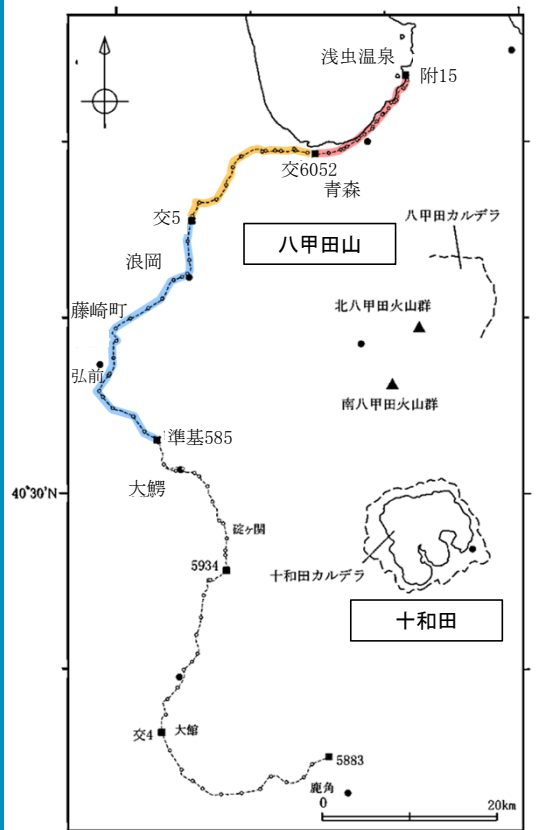 浅虫温泉
附15
交6052
青森
八甲田カルデラ
交5
八甲田山
浪岡
北八甲田火山群
藤崎町
弘前
南八甲田火山群
準基585
大鰐
40°30'N
碇ヶ関
5934
十和田カルデラ
十和田
交4
大館
5883
鹿角
0 20km